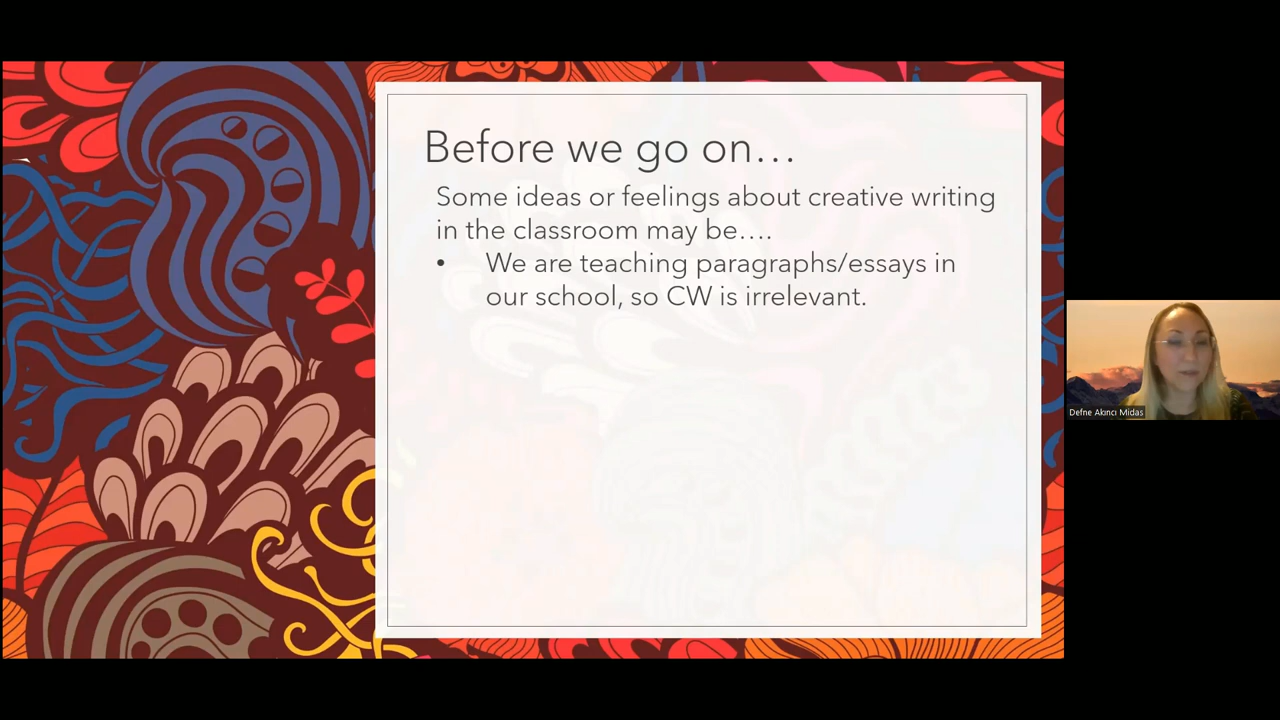 Before we go on…
Some ideas or feelings about creative writing
in the classroom may be….
• We are teaching paragraphs/essays in
our school, so CW is irrelevant.
Defne Akıncı Midas